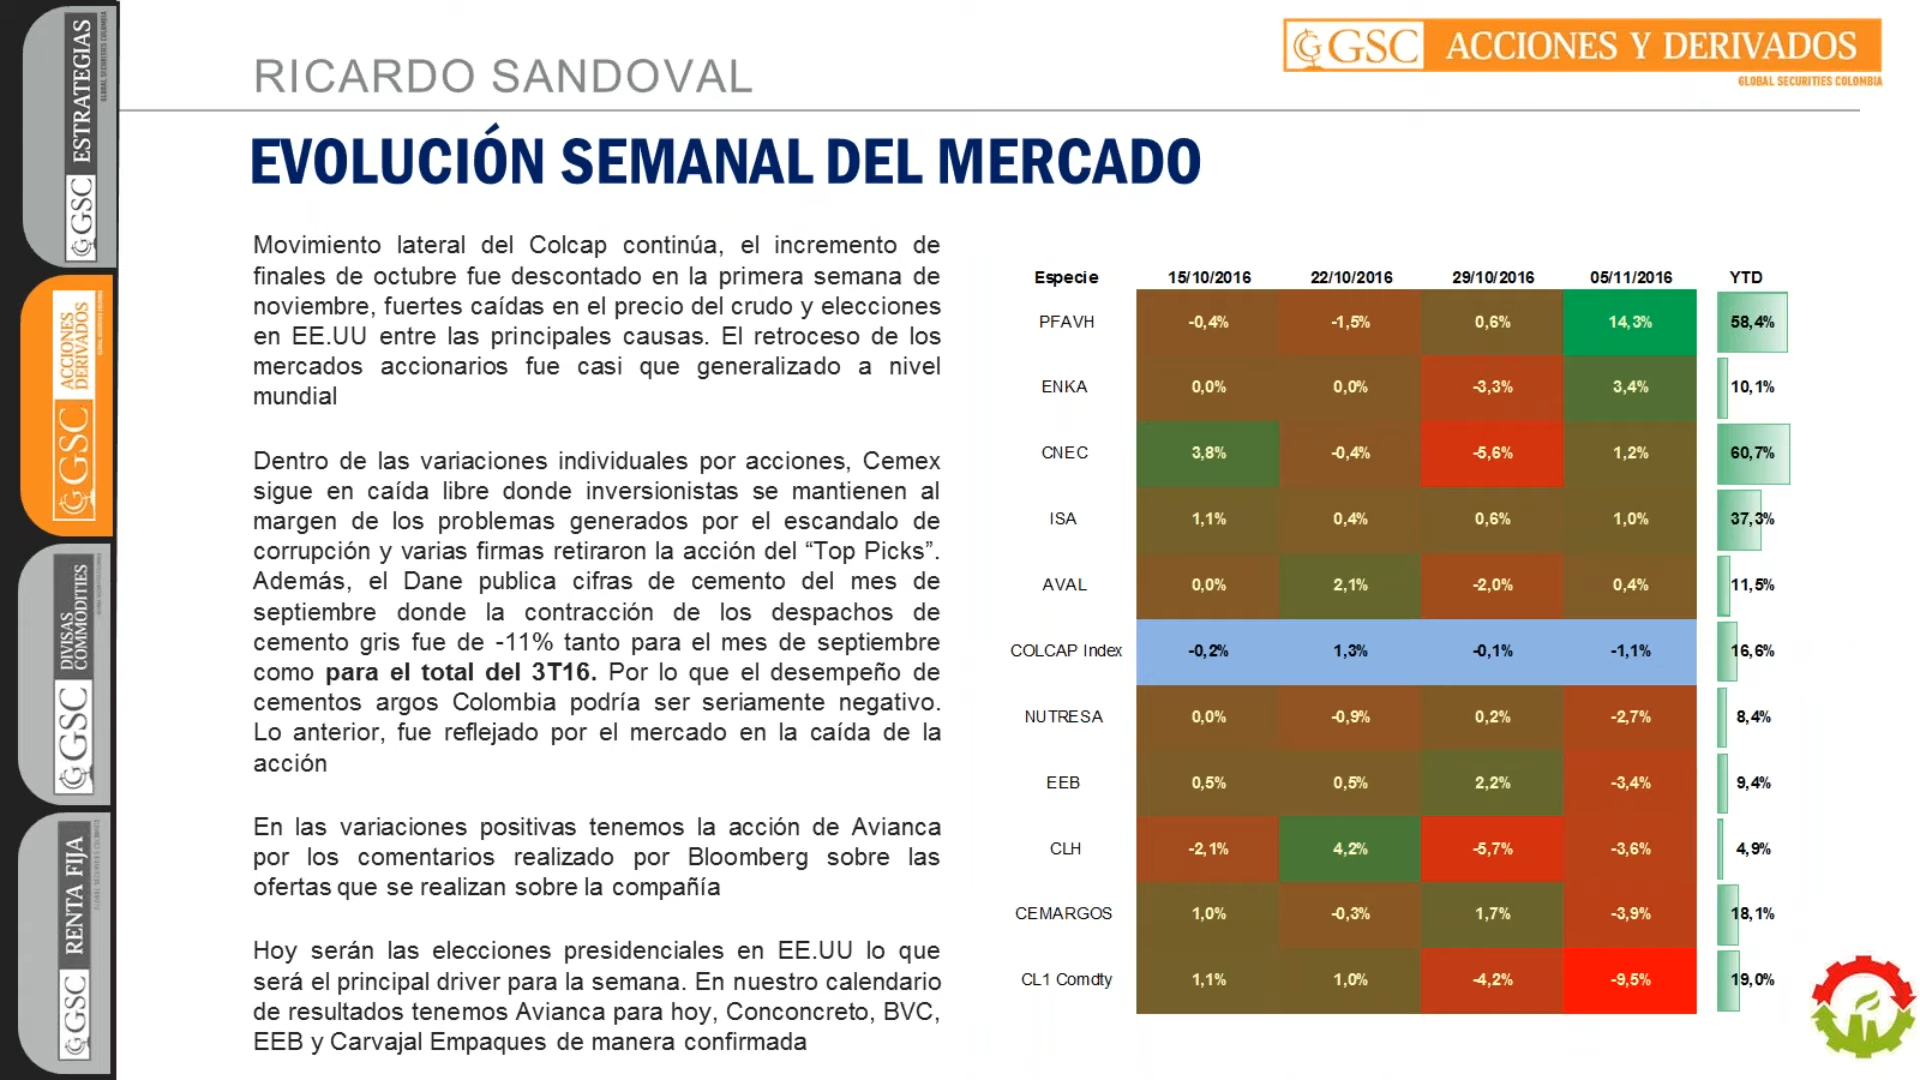 RICARDO SANDOVAL
GSC ACCIONES Y DERIVADOS
GLOBAL SECURITIES COLOMBIA
GSC ESTRATEGIAS
GSC ACCIONES DERIVADOS
GSC DIVISAS COMMODITIES
GSC RENTA FIJA
EVOLUCIÓN SEMANAL DEL MERCADO
Movimiento lateral del Colcap continúa, el incremento de
finales de octubre fue descontado en la primera semana de
noviembre, fuertes caídas en el precio del crudo y elecciones
en EE.UU entre las principales causas. El retroceso de los
mercados accionarios fue casi que generalizado a nivel
mundial
Dentro de las variaciones individuales por acciones, Cemex
sigue en caída libre donde inversionistas se mantienen al
margen de los problemas generados por el escandalo de
corrupción y varias firmas retiraron la acción del “Top Picks”.
Además, el Dane publica cifras de cemento del mes de
septiembre donde la contracción de los despachos de
cemento gris fue de -11% tanto para el mes de septiembre
como para el total del 3T16. Por lo que el desempeño de
cementos argos Colombia podría ser seriamente negativo.
Lo anterior, fue reflejado por el mercado en la caída de la
acción
En las variaciones positivas tenemos la acción de Avianca
por los comentarios realizado por Bloomberg sobre las
ofertas que se realizan sobre la compañía
Hoy serán las elecciones presidenciales en EE.UU lo que
será el principal driver para la semana. En nuestro calendario
de resultados tenemos Avianca para hoy, Conconcreto, BVC,
EEB y Carvajal Empaques de manera confirmada
Especie 15/10/2016 22/10/2016 29/10/2016 05/11/2016 YTD
PFAVH -0,4% -1,5% 0,6% 14,3% 58,4%
ENKA 0,0% 0,0% -3,3% 3,4% 10,1%
CNEC 3,8% -0,4% -5,6% 1,2% 60,7%
ISA 1,1% 0,4% 0,6% 1,0% 37,3%
AVAL 0,0% 2,1% -2,0% 0,4% 11,5%
COLCAP Index -0,2% 1,3% -0,1% -1,1% 16,6%
NUTRESA 0,0% -0,9% 0,2% -2,7% 8,4%
EEB 0,5% 0,5% 2,2% -3,4% 9,4%
CLH -2,1% 4,2% -5,7% -3,6% 4,9%
CEMARGOS 1,0% -0,3% 1,7% -3,9% 18,1%
CL1 Comdty 1,1% 1,0% -4,2% -9,5% 19,0%